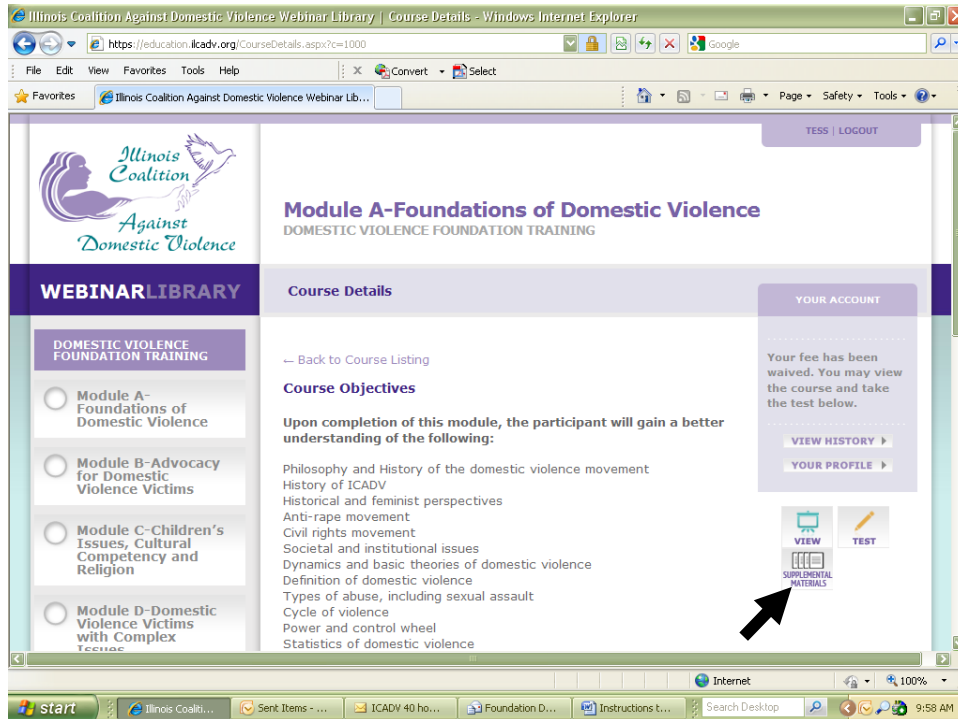 Illinois Coalition Against Domestic Violence Webinar Library | Course Details - Windows Internet Explorer
https://education.ilcadv.org/CourseDetails.aspx?c=1000
Google
File Edit View Favorites Tools Help
X Convert Select
Favorites
Illinois Coalition Against Domestic Violence Webinar Lib...
Page Safety Tools
TESS | LOGOUT
Illinois
Coalition
Against
Domestic Violence
Module A-Foundations of Domestic Violence
DOMESTIC VIOLENCE FOUNDATION TRAINING
WEBINARLIBRARY
Course Details
YOUR ACCOUNT
DOMESTIC VIOLENCE
FOUNDATION TRAINING
Module A-
Foundations of
Domestic Violence
Module B-Advocacy
for Domestic
Violence Victims
Module C-Children's
Issues, Cultural
Competency and
Religion
Module D-Domestic
Violence Victims
with Complex
Issues
← Back to Course Listing
Course Objectives
Upon completion of this module, the participant will gain a better
understanding of the following:
Philosophy and History of the domestic violence movement
History of ICADV
Historical and feminist perspectives
Anti-rape movement
Civil rights movement
Societal and institutional issues
Dynamics and basic theories of domestic violence
Definition of domestic violence
Types of abuse, including sexual assault
Cycle of violence
Power and control wheel
Statistics of domestic violence
Your fee has been
waived. You may view
the course and take
the test below.
VIEW HISTORY
YOUR PROFILE
VIEW
TEST
SUPPLEMENTAL
MATERIALS
Internet
100%
start
Illinois Coaliti...
Sent Items - ...
ICADV 40 ho...
Foundation D...
Instructions t...
Search Desktop
9:58 AM